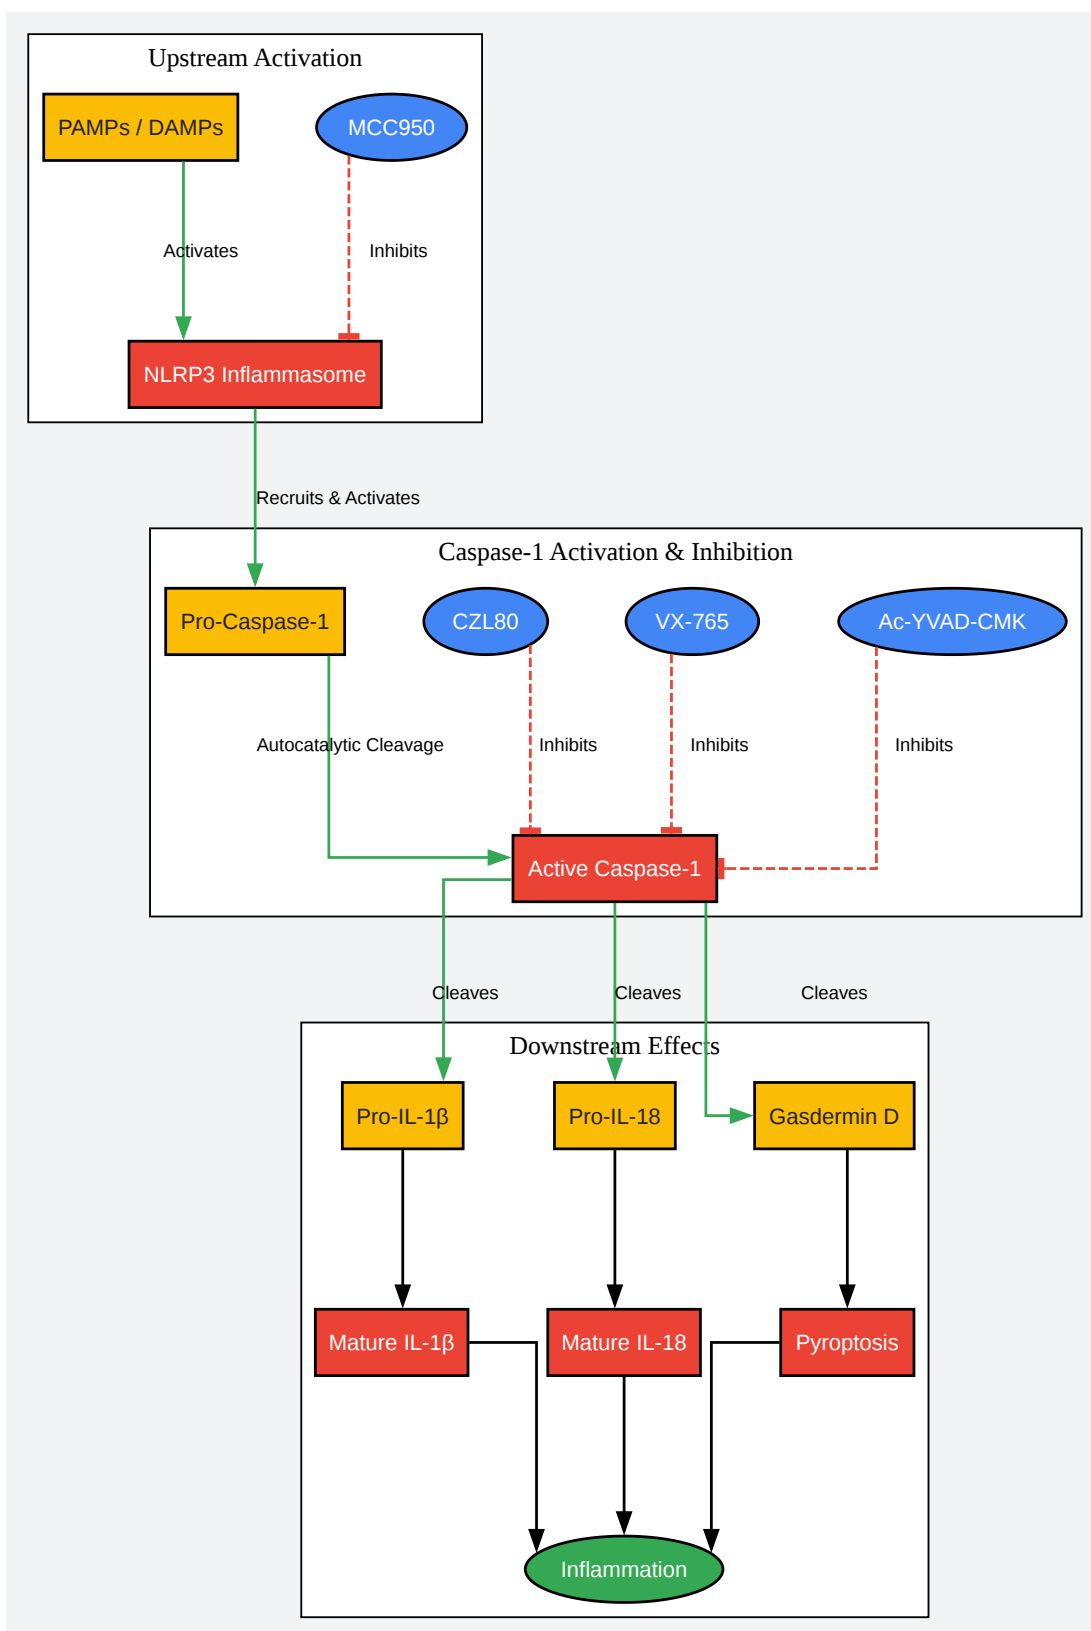 Upstream Activation
PAMPs / DAMPs
MCC950
Activates
Inhibits
NLRP3 Inflammasome
Recruits & Activates
Caspase-1 Activation & Inhibition
Pro-Caspase-1
CZL80
VX-765
Ac-YVAD-CMK
Autocatalytic Cleavage
Inhibits
Inhibits
Inhibits
Active Caspase-1
Cleaves
Cleaves
Cleaves
Downstream Effects
Pro-IL-1β
Pro-IL-18
Gasdermin D
Mature IL-1β
Mature IL-18
Pyroptosis
Inflammation